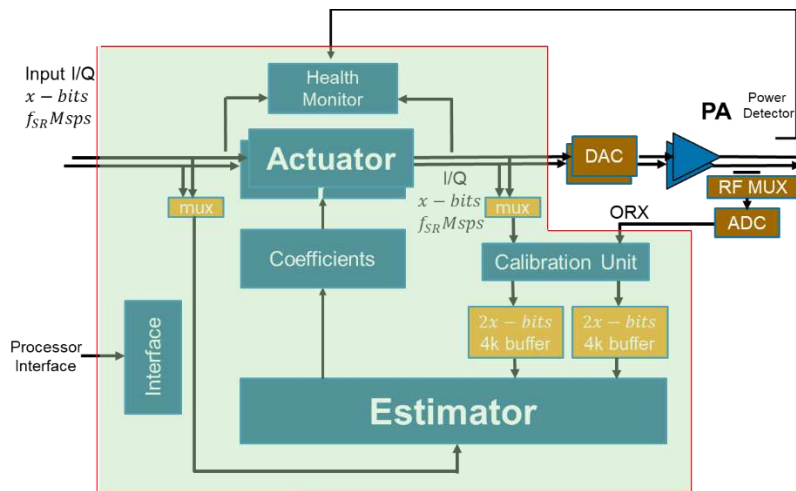 Input I/Q
x – bits
f_SR Msps
Health
Monitor
PA
Power
Detector
Actuator
DAC
I/Q
x – bits
f_SR Msps
mux
mux
RF MUX
ORX
ADC
Coefficients
Calibration Unit
2x – bits
4k buffer
2x – bits
4k buffer
Processor
Interface
Interface
Estimator